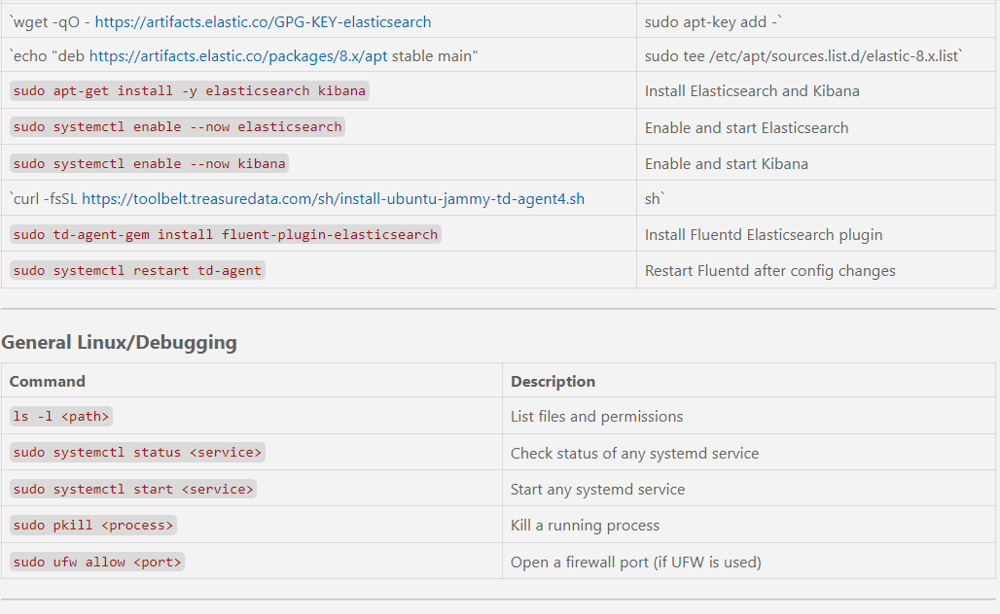 `wget -qO - https://artifacts.elastic.co/GPG-KEY-elasticsearch sudo apt-key add -`
`echo "deb https://artifacts.elastic.co/packages/8.x/apt stable main" sudo tee /etc/apt/sources.list.d/elastic-8.x.list`
sudo apt-get install -y elasticsearch kibana Install Elasticsearch and Kibana
sudo systemctl enable --now elasticsearch Enable and start Elasticsearch
sudo systemctl enable --now kibana Enable and start Kibana
`curl -fsSL https://toolbelt.treasuredata.com/sh/install-ubuntu-jammy-td-agent4.sh sh`
sudo td-agent-gem install fluent-plugin-elasticsearch Install Fluentd Elasticsearch plugin
sudo systemctl restart td-agent Restart Fluentd after config changes
General Linux/Debugging
Command Description
ls -l <path> List files and permissions
sudo systemctl status <service> Check status of any systemd service
sudo systemctl start <service> Start any systemd service
sudo pkill <process> Kill a running process
sudo ufw allow <port> Open a firewall port (if UFW is used)